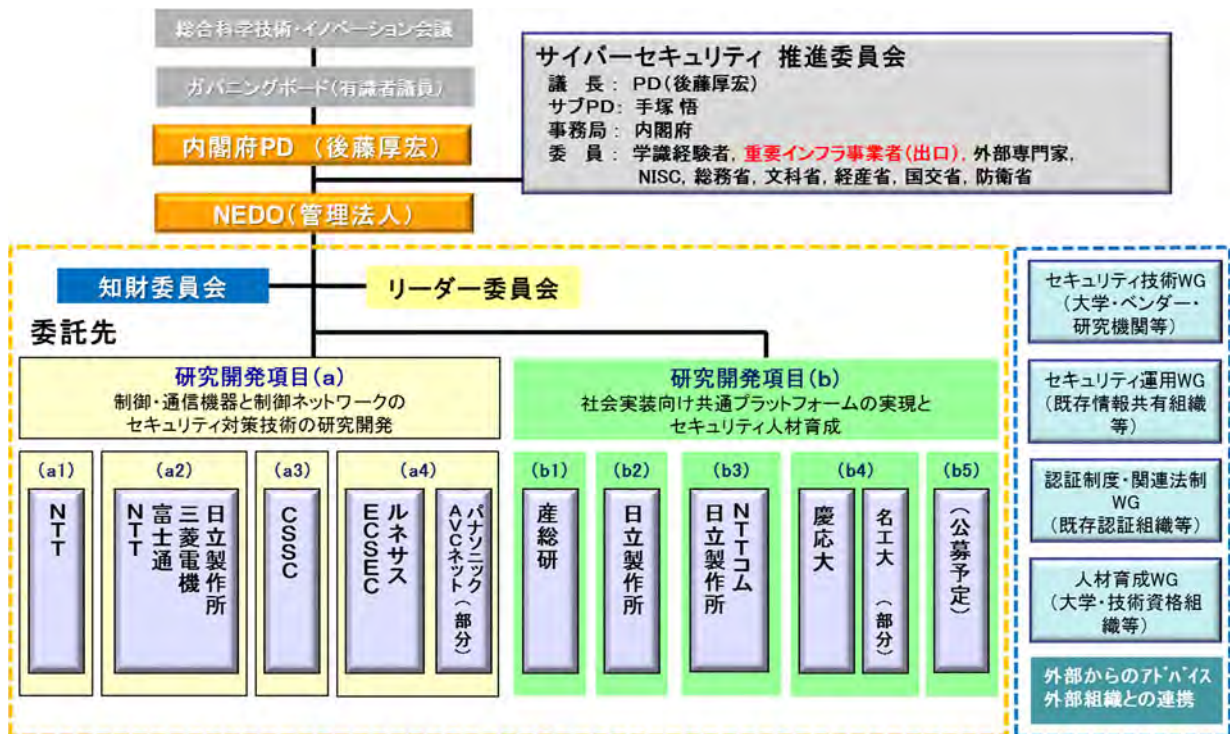 総合科学技術・イノベーション会議
ガバニングボード(有識者議員)
内閣府PD (後藤厚宏)
NEDO(管理法人)
サイバーセキュリティ 推進委員会
議 長: PD(後藤厚宏)
サブPD: 手塚 悟
事務局: 内閣府
委 員: 学識経験者, 重要インフラ事業者(出口), 外部専門家,
NISC, 総務省, 文科省, 経産省, 国交省, 防衛省
知財委員会
リーダー委員会
委託先
研究開発項目(a)
制御・通信機器と制御ネットワークの
セキュリティ対策技術の研究開発
(a1)
NTT
(a2)
日立製作所
三菱電機
富士通
NTT
(a3)
CSSC
(a4)
ルネサス
ECSEC
パナソニック
AVCネット(部分)
研究開発項目(b)
社会実装向け共通プラットフォームの実現と
セキュリティ人材育成
(b1)
産総研
(b2)
日立製作所
(b3)
NTTコム
日立製作所
(b4)
慶応大
名工大 (部分)
(b5)
(公募予定)
セキュリティ技術WG
(大学・ベンダー・
研究機関等)
セキュリティ運用WG
(既存情報共有組織
等)
認証制度・関連法制
WG
(既存認証組織等)
人材育成WG
(大学・技術資格組
織等)
外部からのアドバイス
外部組織との連携